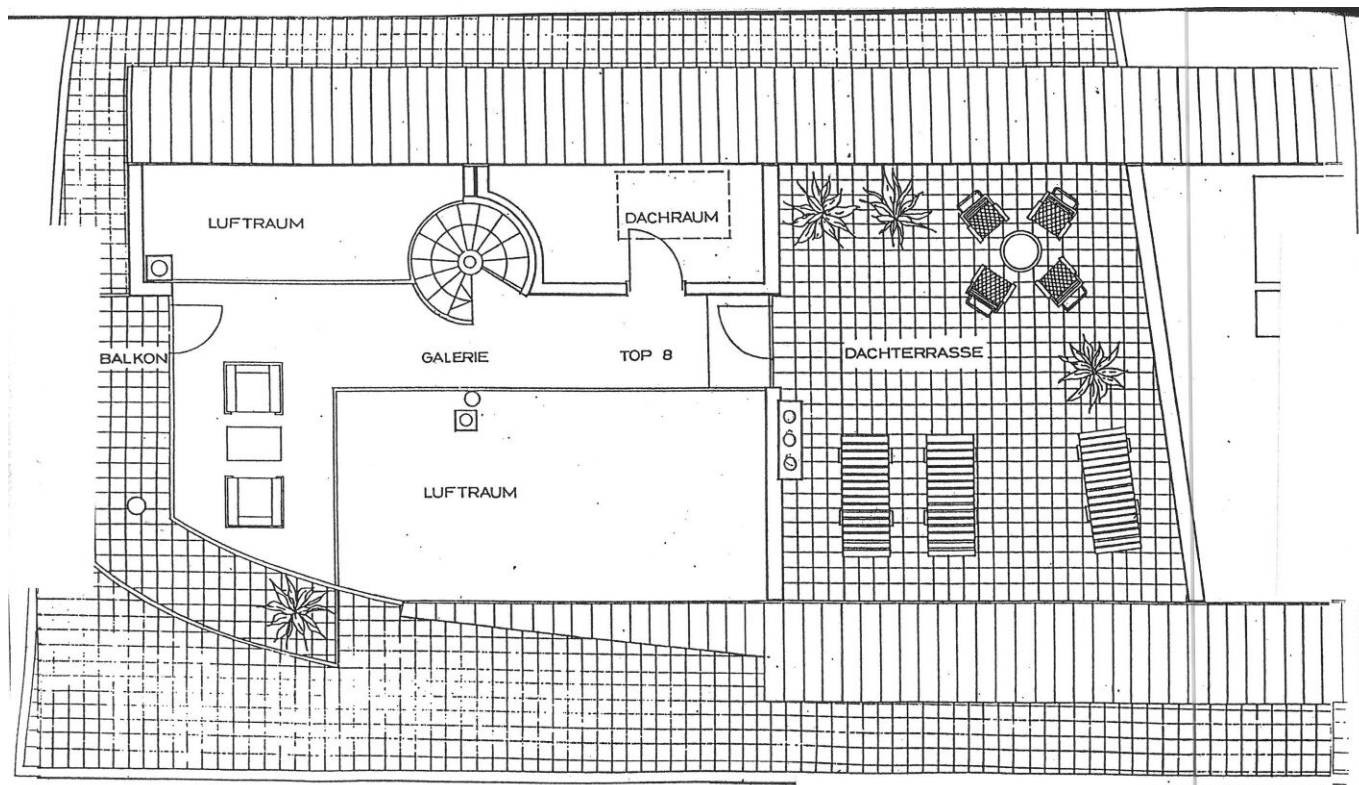 LUFTRAUM
DACHRAUM
BALKON
GALERIE
TOP 8
DACHTERRASSE
LUFTRAUM